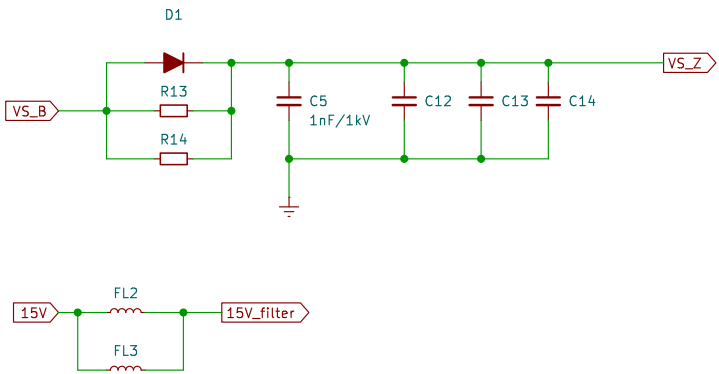 D1
R13
VS_B
R14
C5
1nF/1kV
C12
C13
C14
VS_Z
15V
FL2
15V_filter
FL3